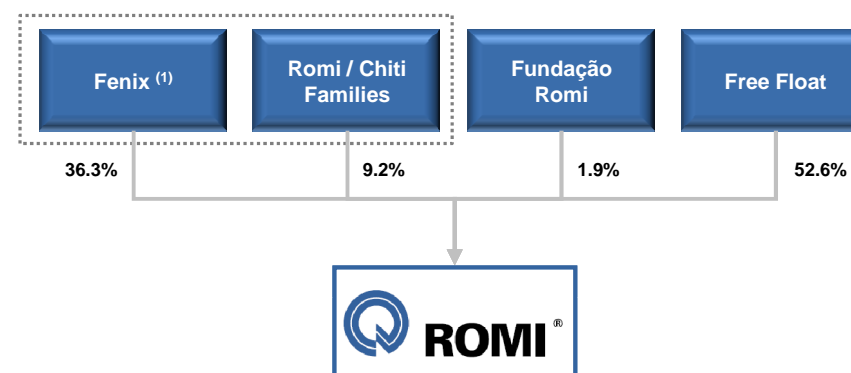 Fenix (1)
Romi / Chiti
Families
Fundação
Romi
Free Float
36.3%
9.2%
1.9%
52.6%
ROMI ®